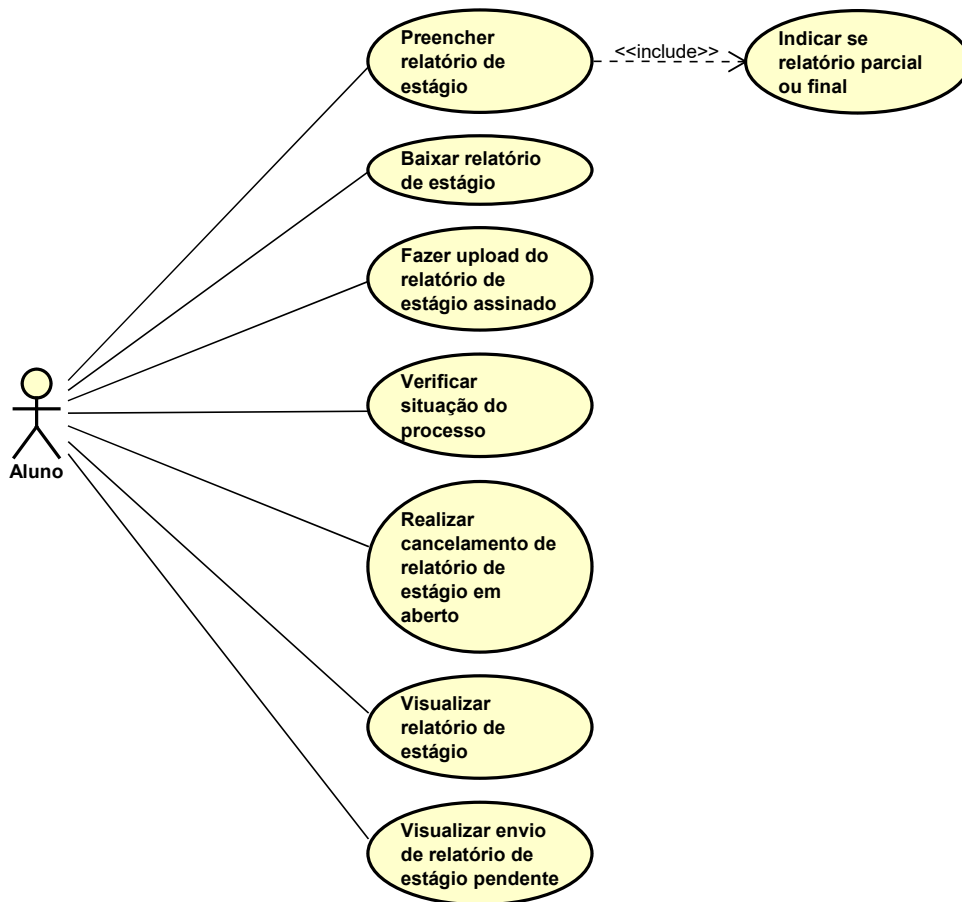 Preencher
relatório de
estágio
<<include>>
Indicar se
relatório parcial
ou final
Baixar relatório
de estágio
Fazer upload do
relatório de
estágio assinado
Verificar
situação do
processo
Aluno
Realizar
cancelamento de
relatório de
estágio em
aberto
Visualizar
relatório de
estágio
Visualizar envio
de relatório de
estágio pendente